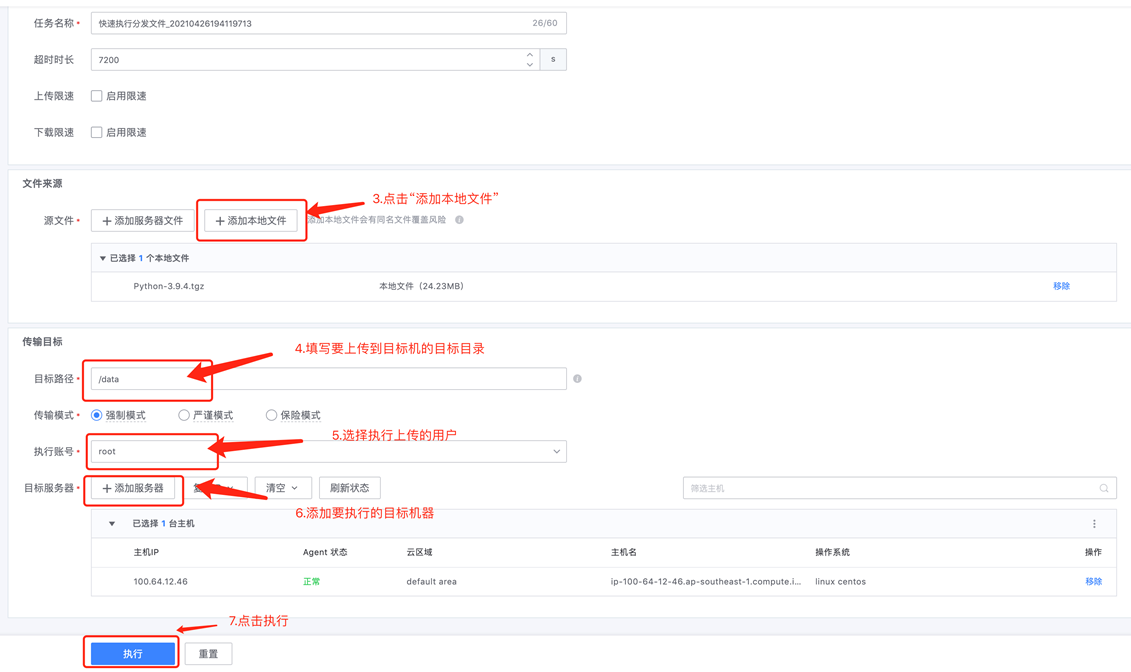 任务名称 * 快速执行分发文件_20210426194119713 26/60
超时时长 7200 s
上传限速 启用限速
下载限速 启用限速
文件来源
3.点击“添加本地文件”
源文件 * + 添加服务器文件 + 添加本地文件 添加本地文件会有同名文件覆盖风险
已选择 1 个本地文件
Python-3.9.4.tgz 本地文件（24.23MB） 移除
传输目标
4.填写要上传到目标机的目标目录
目标路径 * /data
传输模式 * 强制模式 严谨模式 保险模式
5.选择执行上传的用户
执行账号 * root
目标服务器 * + 添加服务器 清空 刷新状态 筛选主机
6.添加要执行的目标机器
已选择 1 台主机
主机IP Agent 状态 云区域 主机名 操作系统 操作
100.64.12.46 正常 default area ip-100-64-12-46.ap-southeast-1.compute.i... linux centos 移除
7.点击执行
执行 重置